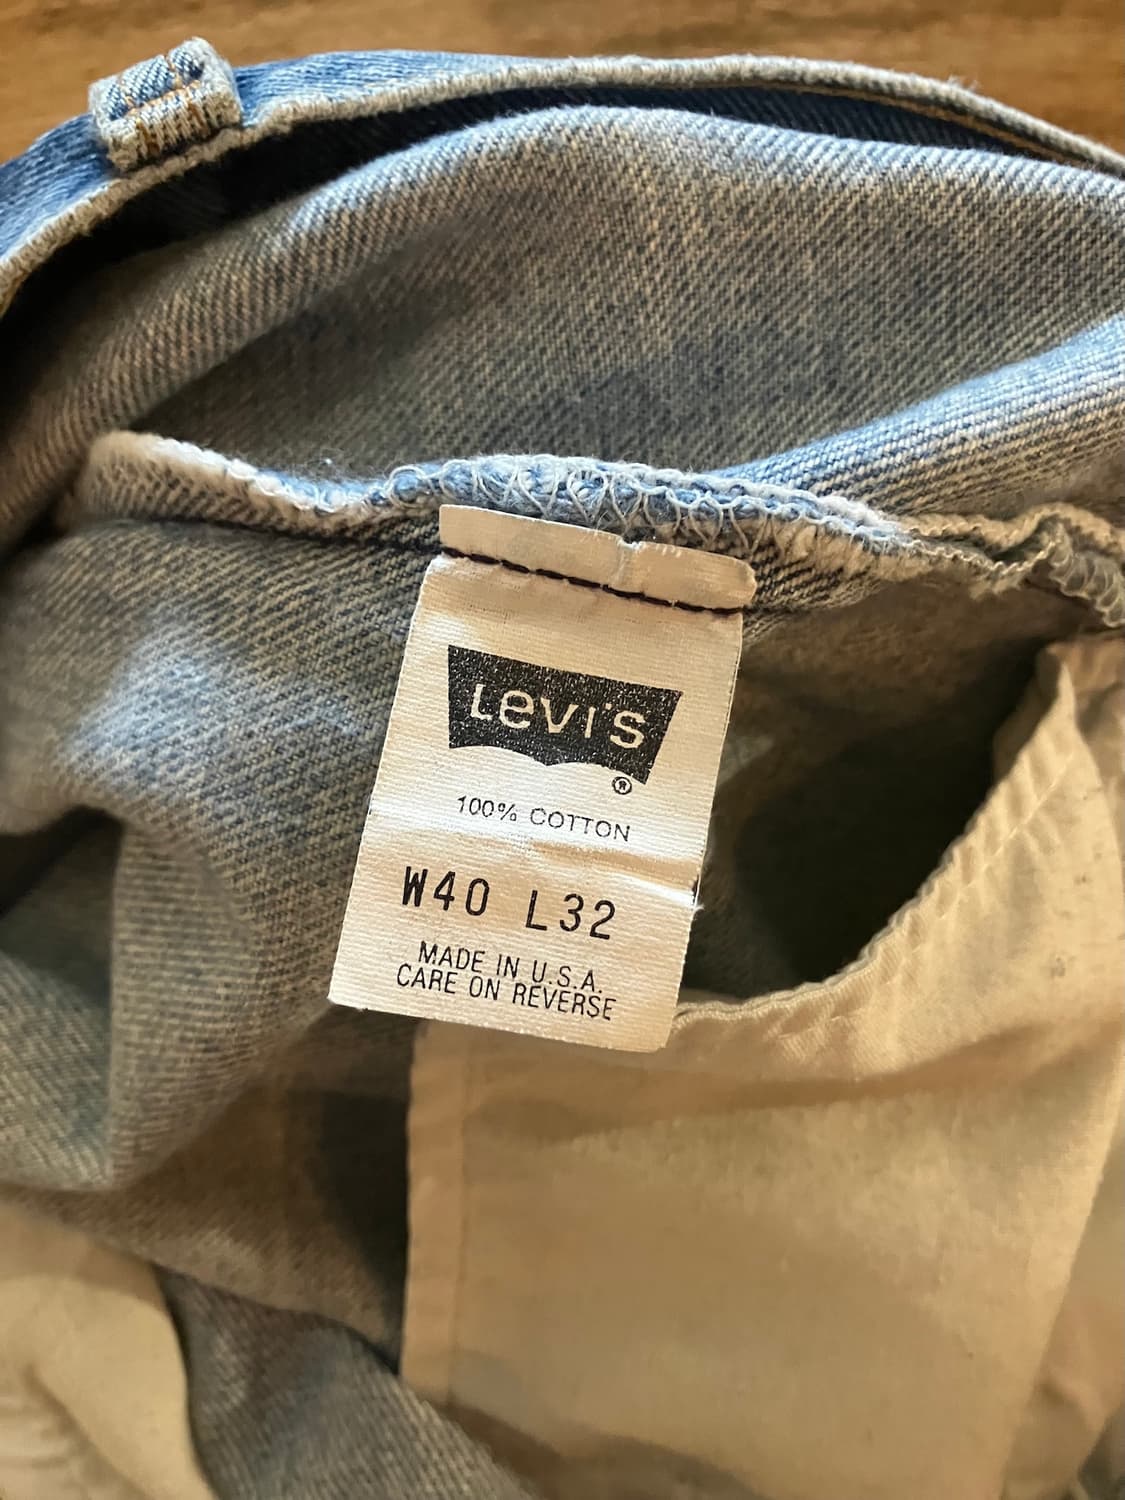 Levi's
®
100% COTTON
W40 L32
MADE IN U.S.A.
CARE ON REVERSE